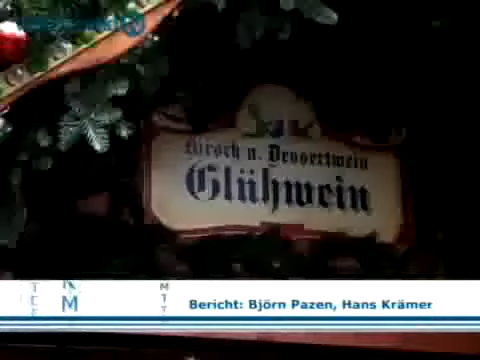 Kirsch u. Dessertwein
Glühwein
Bericht: Björn Pazen, Hans Krämer